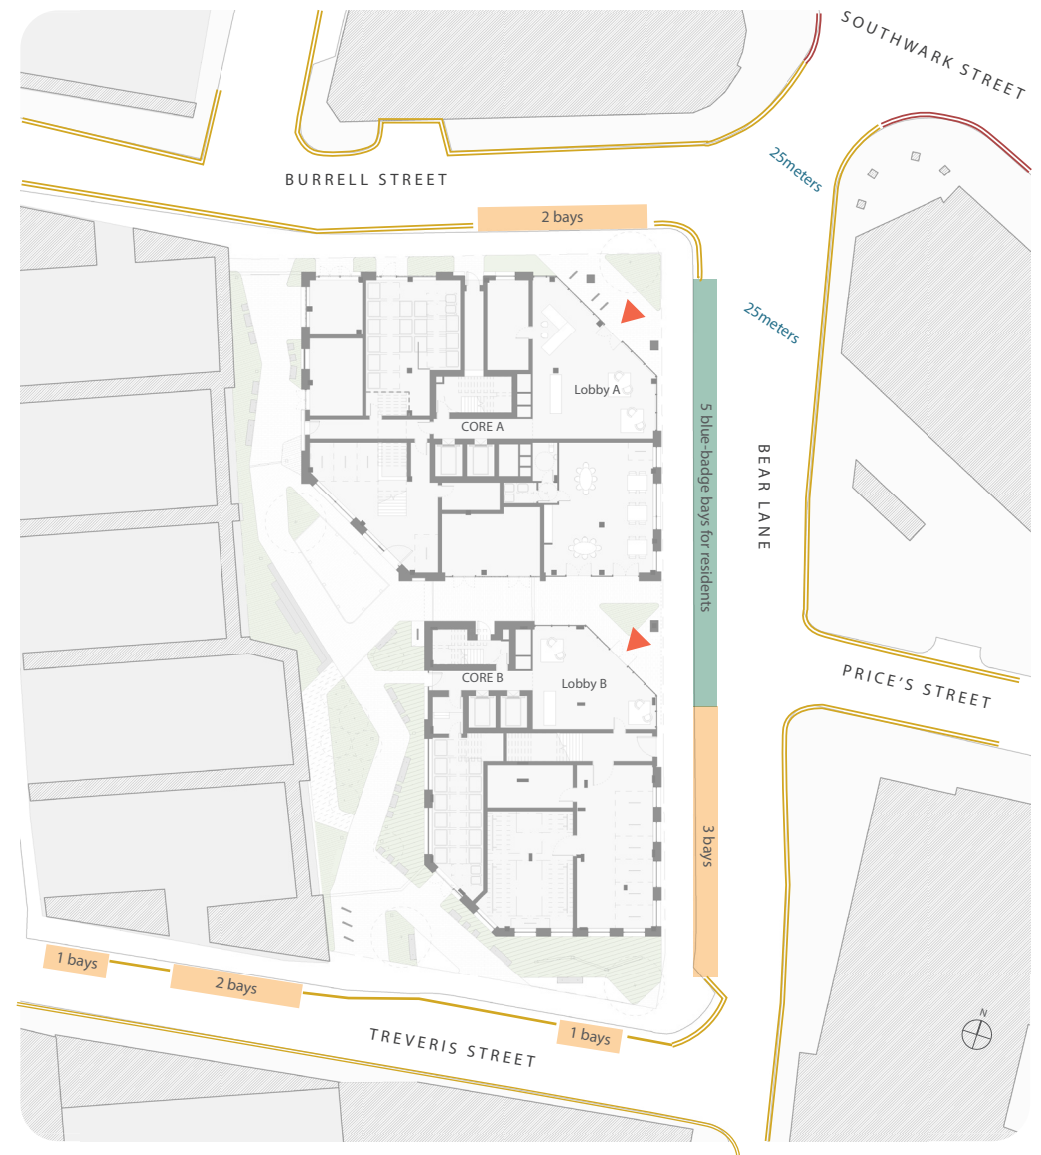 SOUTHWARK STREET
25meters
BURRELL STREET
2 bays
25meters
Lobby A
CORE A
5 blue-badge bays for residents
BEAR LANE
CORE B
Lobby B
PRICE'S STREET
3 bays
1 bays
2 bays
1 bays
TREVERIS STREET
N